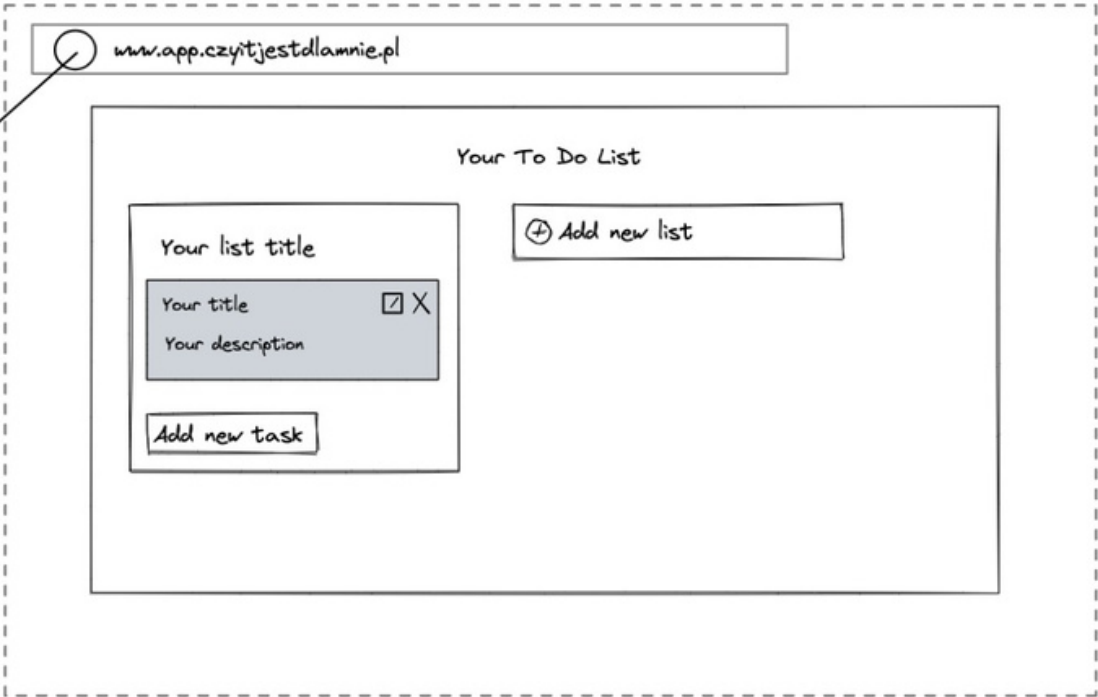 www.app.czyitjestdlamnie.pl
Your To Do List
Your list title
Your title
Your description
Add new task
Add new list